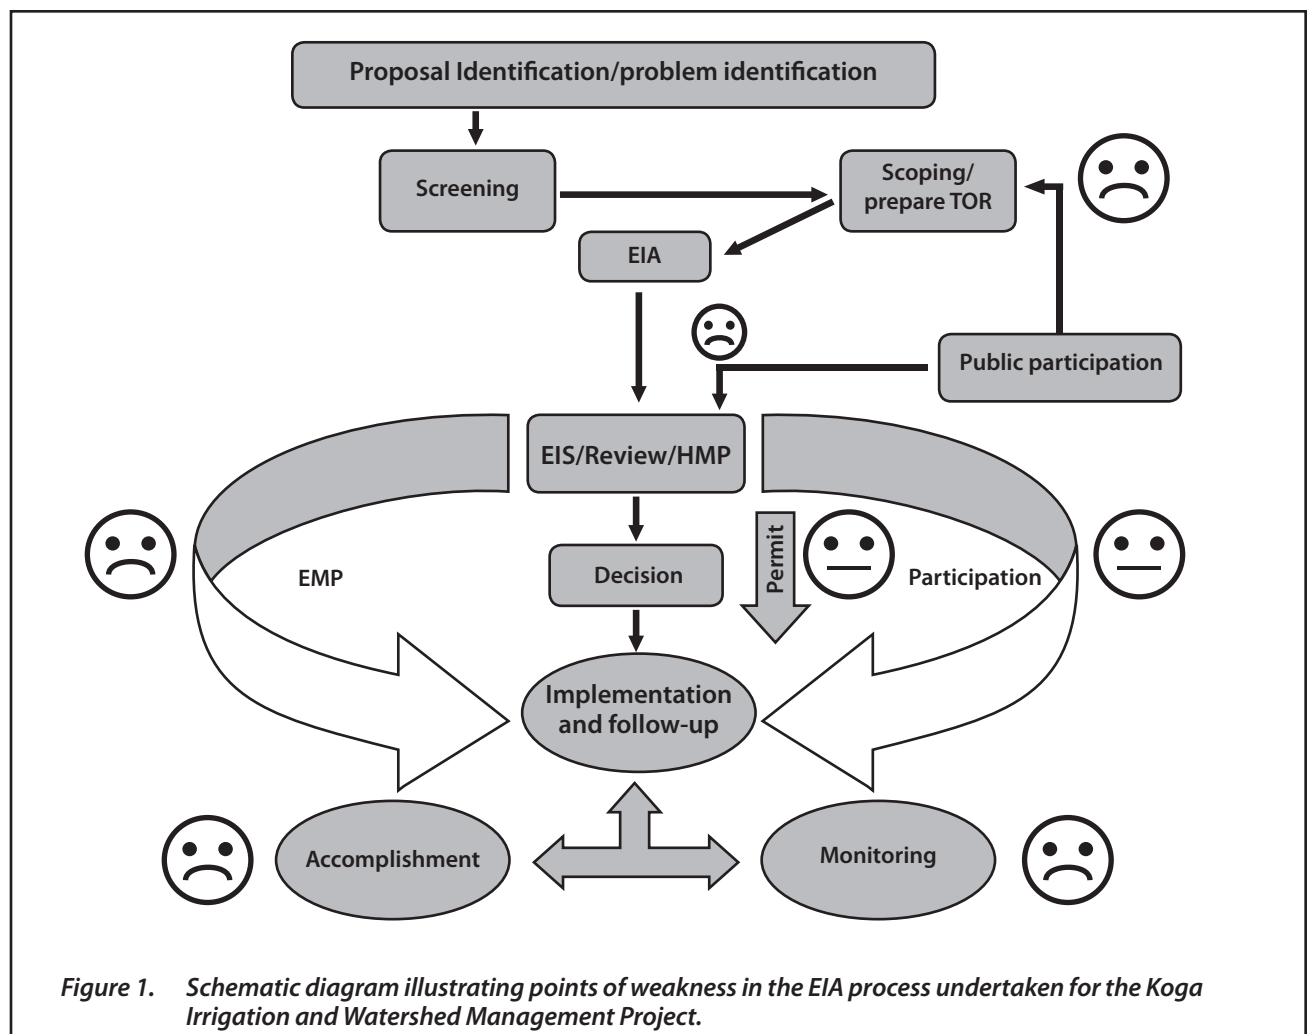 Proposal Identification/problem identification
Screening
Scoping/
prepare TOR
EIA
Public participation
EIS/Review/HMP
Decision
Permit
EMP
Participation
Implementation
and follow-up
Accomplishment
Monitoring
Figure 1. Schematic diagram illustrating points of weakness in the EIA process undertaken for the Koga
Irrigation and Watershed Management Project.